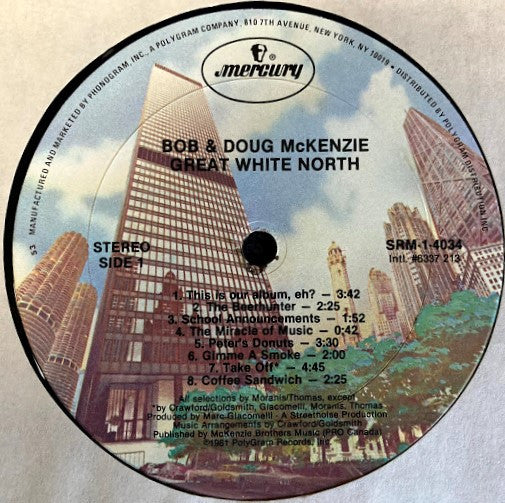 53 MANUFACTURED AND MARKETED BY PHONOGRAM, INC., A POLYGRAM COMPANY, 810 7TH AVENUE, NEW YORK, NY 10019 • DISTRIBUTED BY POLYGRAM DISTRIBUTION, INC.
mercury
BOB & DOUG McKENZIE
GREAT WHITE NORTH
STEREO
SIDE 1
SRM-1-4034
Intl. #6337 213
1. This is our album, eh? — 3:42
2. The Beerhunter — 2:25
3. School Announcements — 1:52
4. The Miracle of Music — 0:42
5. Peter's Donuts — 3:30
6. Gimme A Smoke — 2:00
7. Take Off* — 4:45
8. Coffee Sandwich — 2:25
All selections by Moranis/Thomas, except
*by Crawford/Goldsmith, Giacomelli, Moranis, Thomas
Produced by Marc Giacomelli - A Streetnoise Production
Music Arrangements by Crawford/Goldsmith
Published by McKenzie Brothers Music (PRO Canada)
©1981 PolyGram Records, Inc.